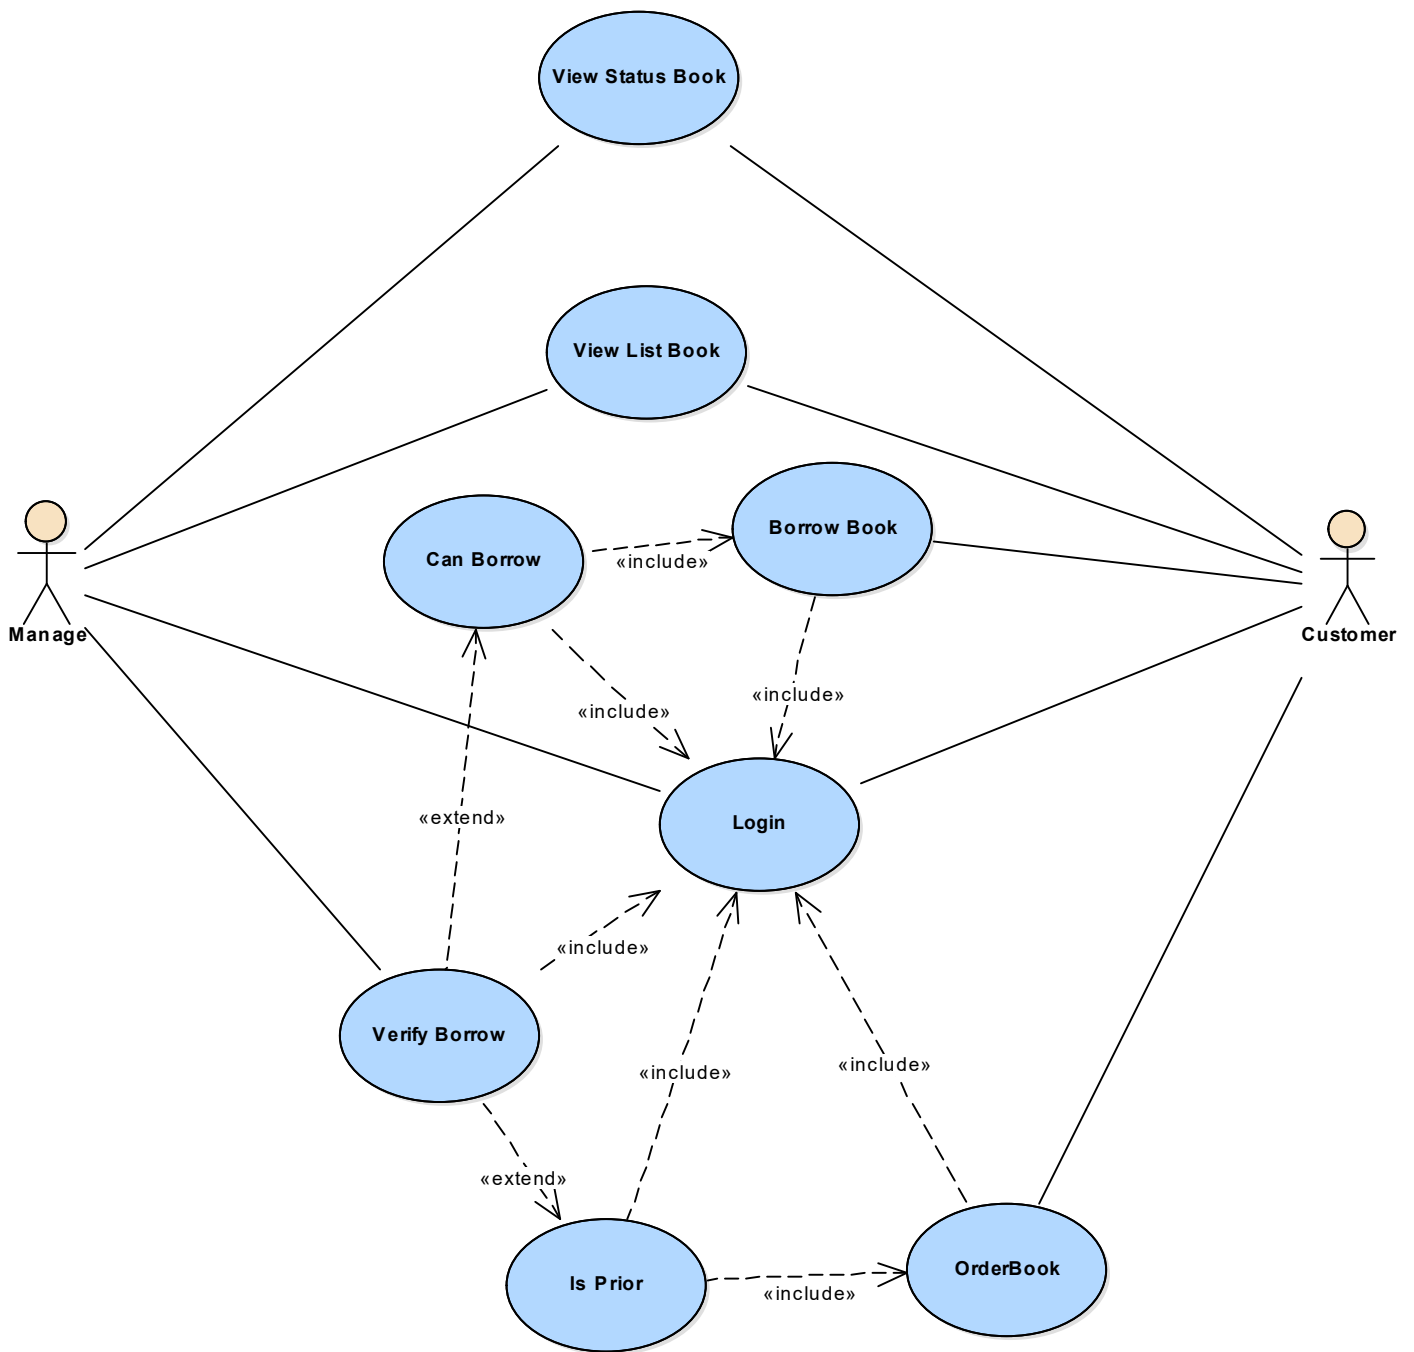 View Status Book
View List Book
Borrow Book
Can Borrow
«include»
Manage
Customer
«include»
«include»
«extend»
Login
«include»
Verify Borrow
«include»
«include»
«extend»
OrderBook
Is Prior
«include»